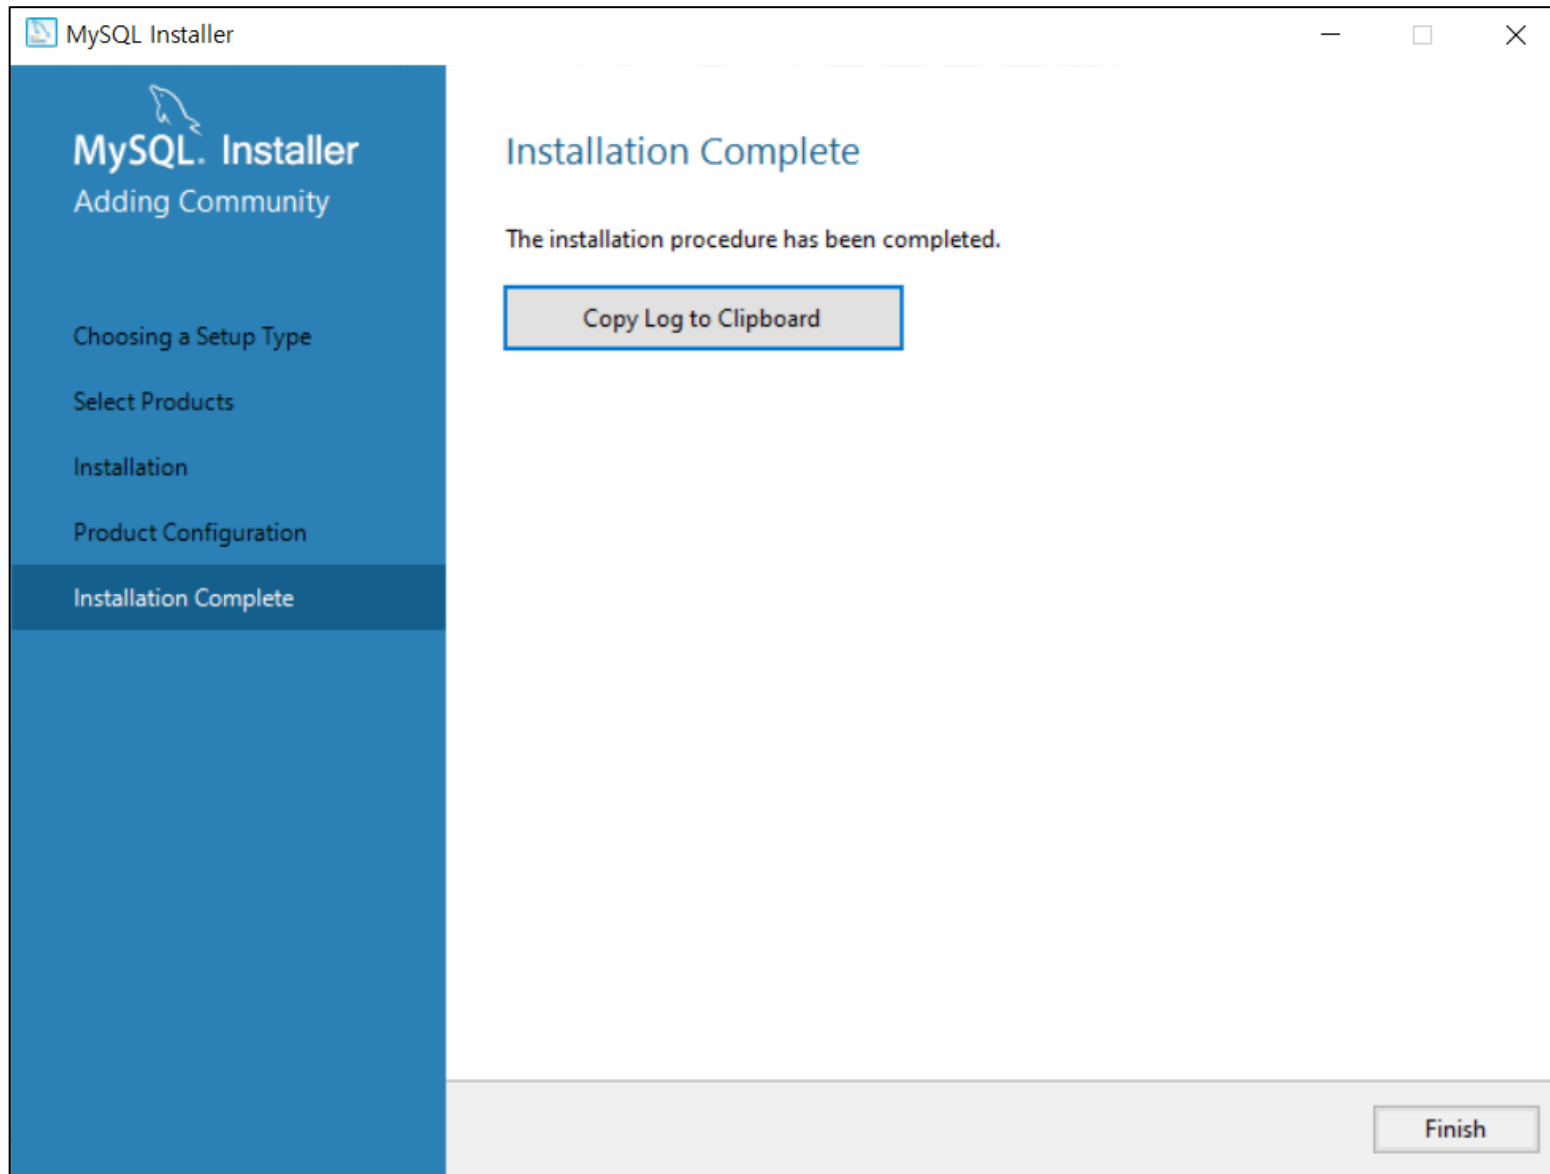 MySQL Installer
MySQL. Installer
Adding Community
Choosing a Setup Type
Select Products
Installation
Product Configuration
Installation Complete
Installation Complete
The installation procedure has been completed.
Copy Log to Clipboard
Finish